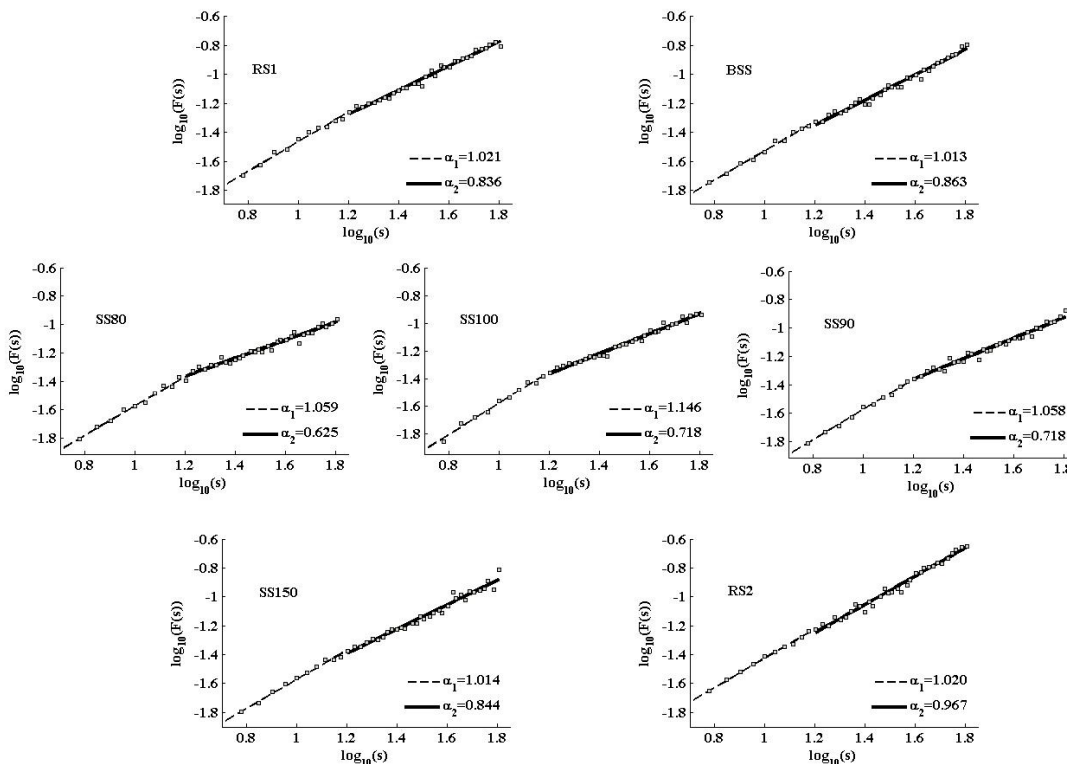 RS1
log10(F(s))
-0.6
-0.8
-1
-1.2
-1.4
-1.6
-1.8
0.8 1 1.2 1.4 1.6 1.8
log10(s)
α1=1.021
α2=0.836
BSS
log10(F(s))
-0.6
-0.8
-1
-1.2
-1.4
-1.6
-1.8
0.8 1 1.2 1.4 1.6 1.8
log10(s)
α1=1.013
α2=0.863
SS80
log10(F(s))
-0.6
-0.8
-1
-1.2
-1.4
-1.6
-1.8
0.8 1 1.2 1.4 1.6 1.8
log10(s)
α1=1.059
α2=0.625
SS100
log10(F(s))
-0.6
-0.8
-1
-1.2
-1.4
-1.6
-1.8
0.8 1 1.2 1.4 1.6 1.8
log10(s)
α1=1.146
α2=0.718
SS90
log10(F(s))
-0.6
-0.8
-1
-1.2
-1.4
-1.6
-1.8
0.8 1 1.2 1.4 1.6 1.8
log10(s)
α1=1.058
α2=0.718
SS150
log10(F(s))
-0.6
-0.8
-1
-1.2
-1.4
-1.6
-1.8
0.8 1 1.2 1.4 1.6 1.8
log10(s)
α1=1.014
α2=0.844
RS2
log10(F(s))
-0.6
-0.8
-1
-1.2
-1.4
-1.6
-1.8
0.8 1 1.2 1.4 1.6 1.8
log10(s)
α1=1.020
α2=0.967